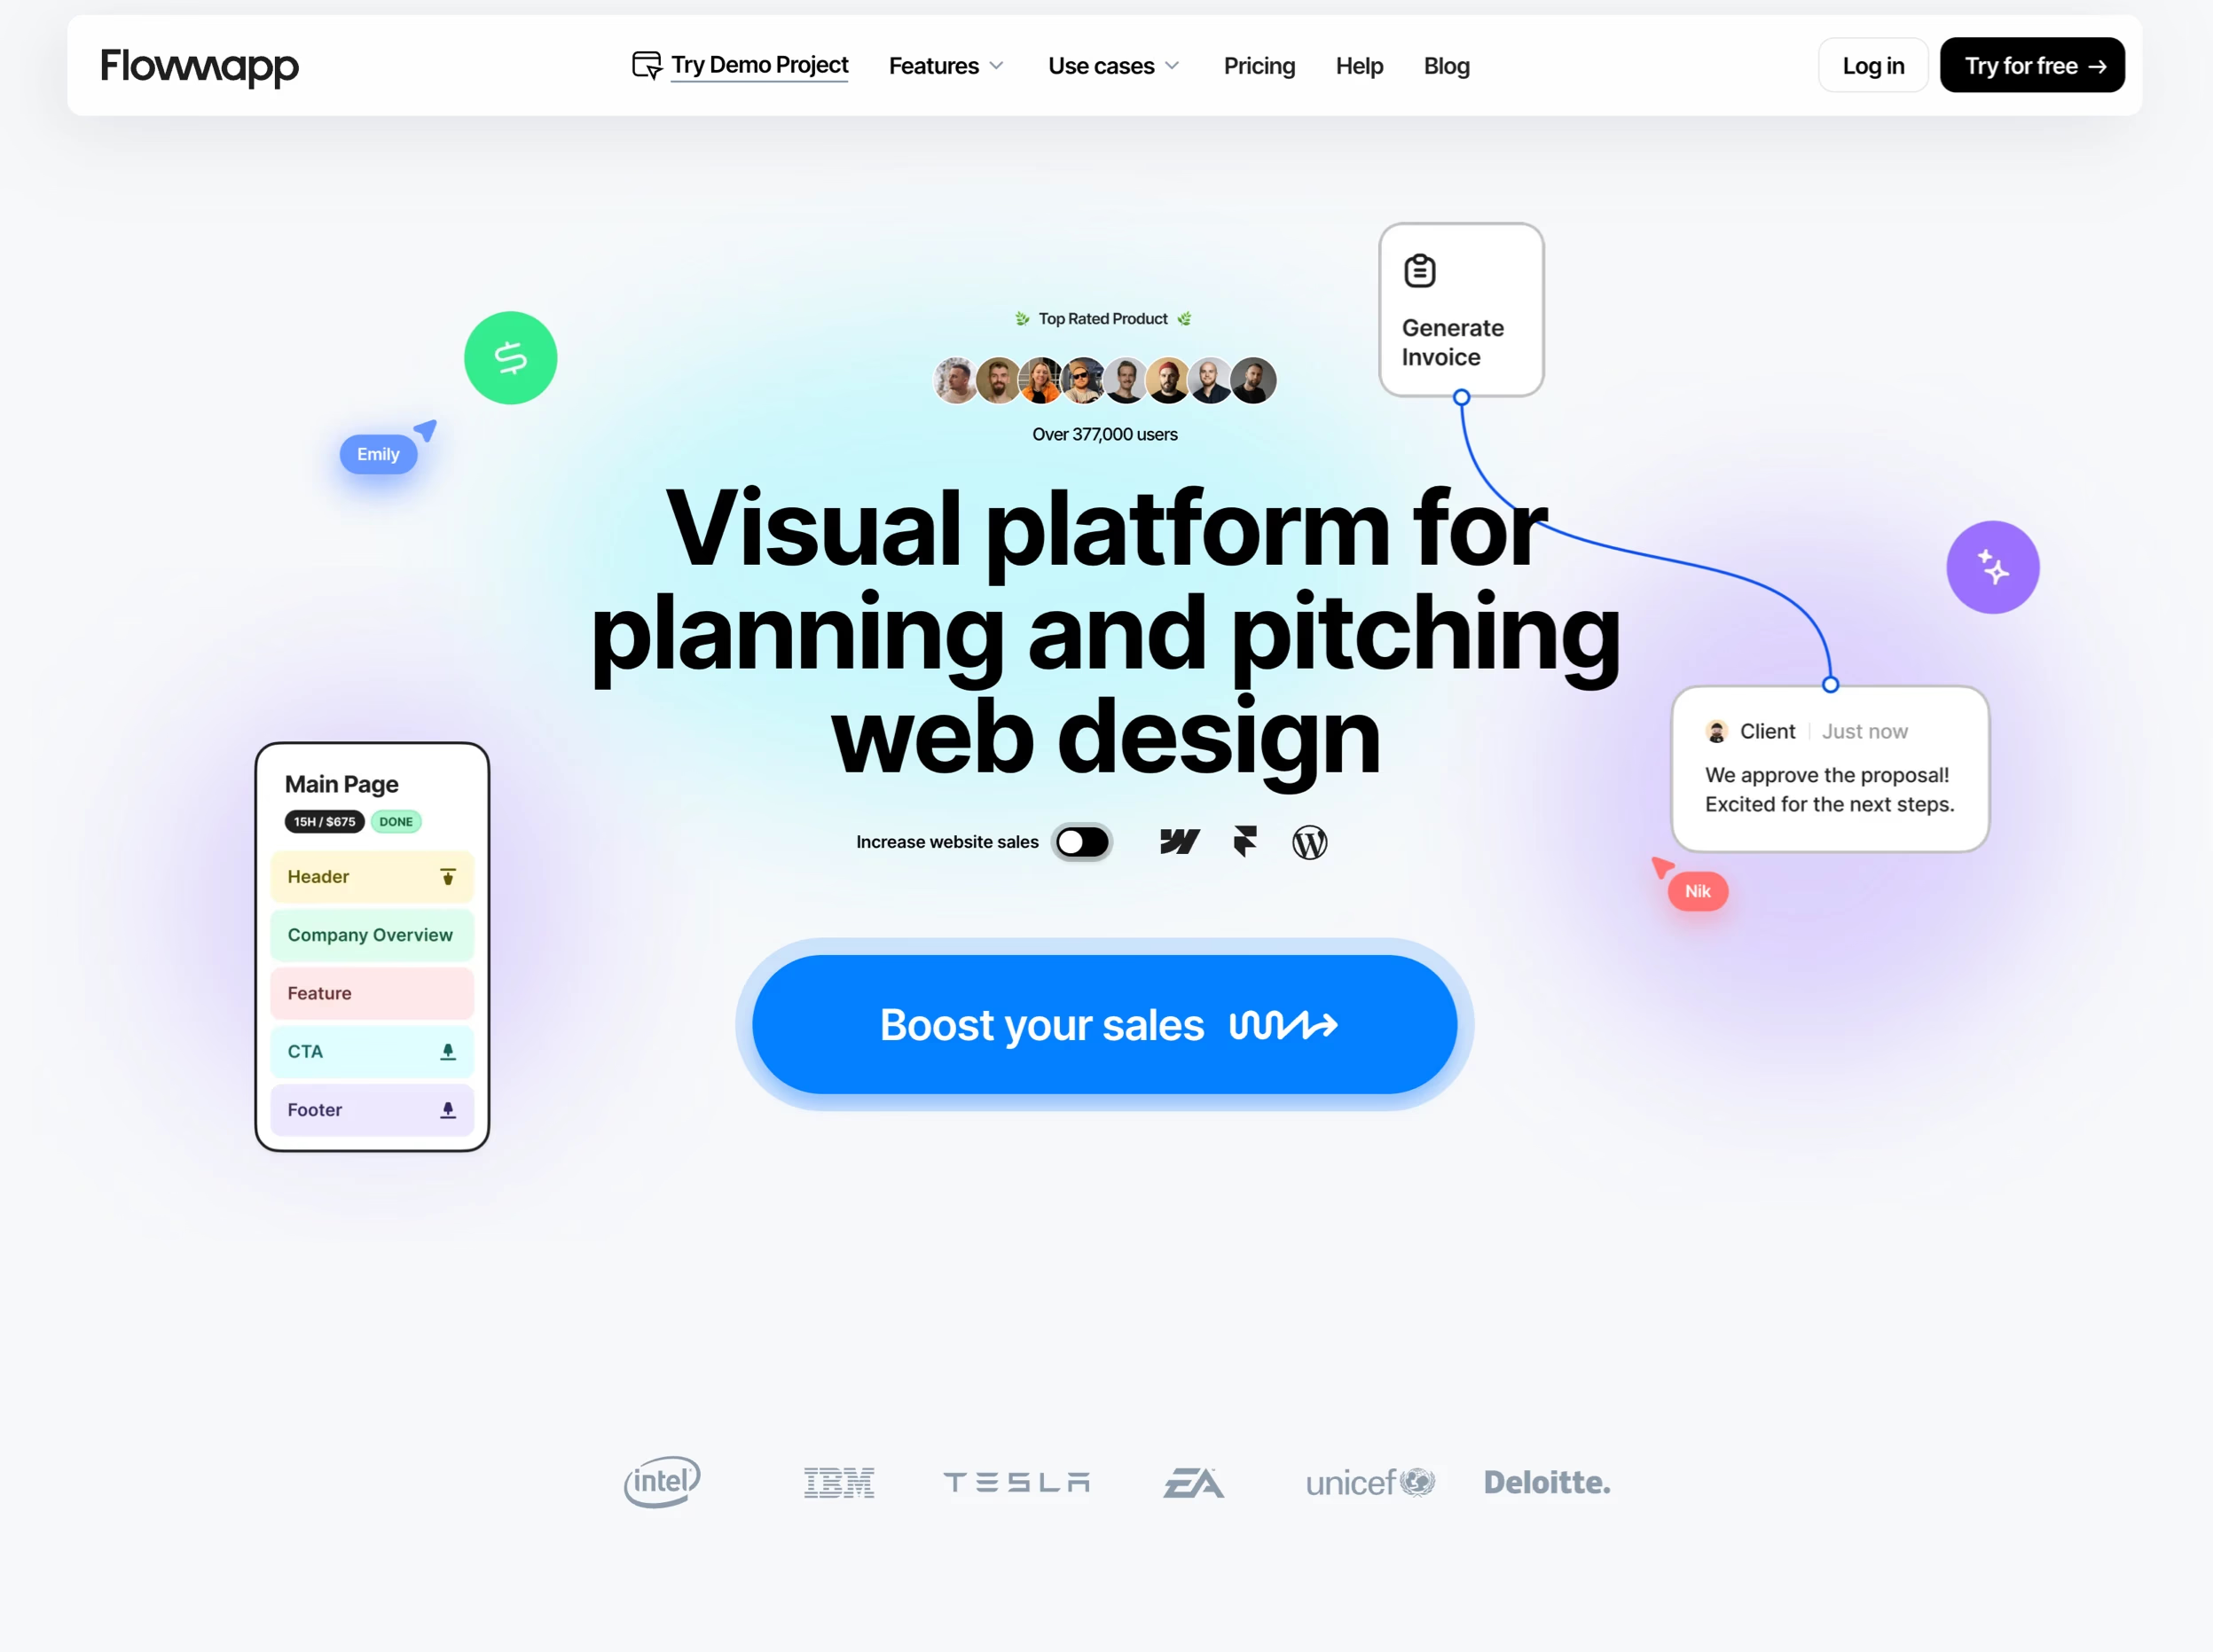 Flowmapp
Try Demo Project
Features
Use cases
Pricing
Help
Blog
Log in
Try for free →
Top Rated Product
Over 377,000 users
Generate
Invoice
Emily
Visual platform for
planning and pitching
web design
Client | Just now
We approve the proposal!
Excited for the next steps.
Nik
Main Page
15H / $675
DONE
Header
Company Overview
Feature
CTA
Footer
Increase website sales
Boost your sales
intel
IBM
TESLA
EA
unicef
Deloitte.